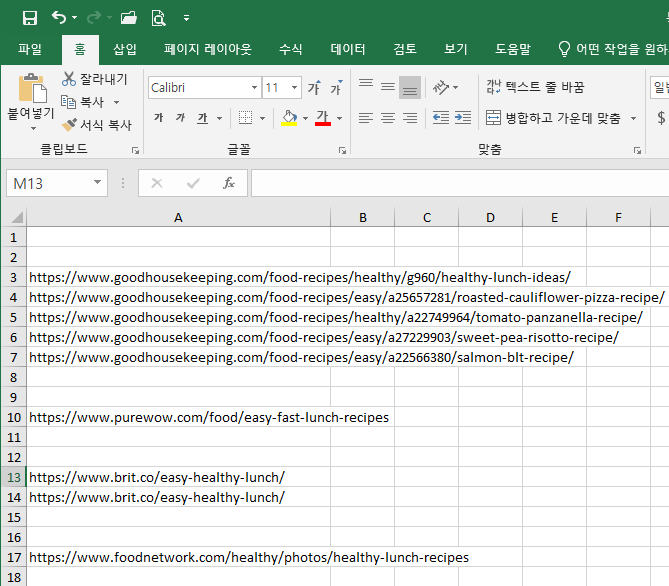 파일 홈 삽입 페이지 레이아웃 수식 데이터 검토 보기 도움말 어떤 작업을 원하
붙여넣기 잘라내기 Calibri 11 가 가 텍스트 줄 바꿈 일반
복사
서식 복사 가 가 가 가 병합하고 가운데 맞춤 $
클립보드 글꼴 맞춤
M13 fx
A B C D E F
1
2
3 https://www.goodhousekeeping.com/food-recipes/healthy/g960/healthy-lunch-ideas/
4 https://www.goodhousekeeping.com/food-recipes/easy/a25657281/roasted-cauliflower-pizza-recipe/
5 https://www.goodhousekeeping.com/food-recipes/healthy/a22749964/tomato-panzanella-recipe/
6 https://www.goodhousekeeping.com/food-recipes/easy/a27229903/sweet-pea-risotto-recipe/
7 https://www.goodhousekeeping.com/food-recipes/easy/a22566380/salmon-blt-recipe/
8
9
10 https://www.purewow.com/food/easy-fast-lunch-recipes
11
12
13 https://www.brit.co/easy-healthy-lunch/
14 https://www.brit.co/easy-healthy-lunch/
15
16
17 https://www.foodnetwork.com/healthy/photos/healthy-lunch-recipes
18